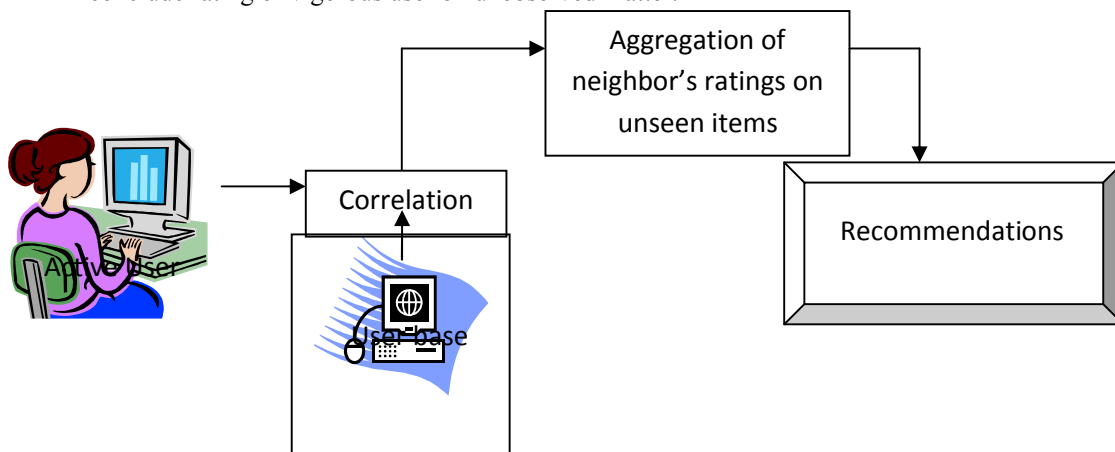 Aggregation of
neighbor's ratings on
unseen items
Correlation
Recommendations
Active User
User base